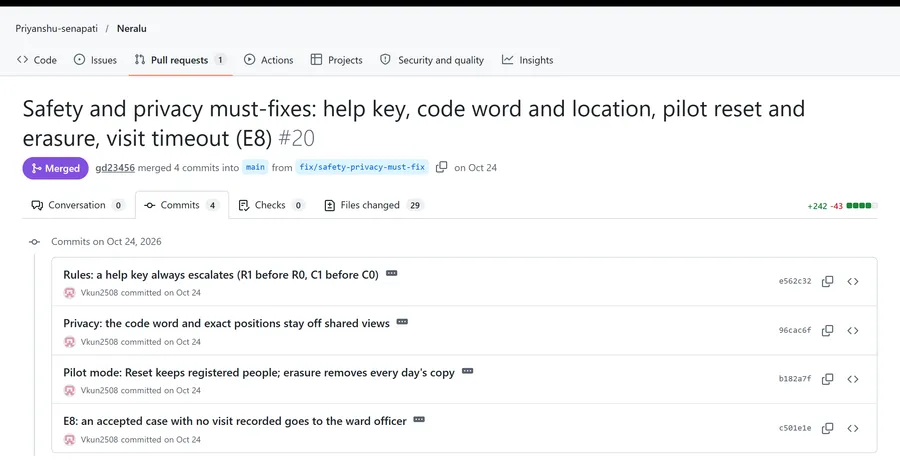 Priyanshu-senapati / Neralu
Code Issues Pull requests 1 Actions Projects Security and quality Insights
Safety and privacy must-fixes: help key, code word and location, pilot reset and
erasure, visit timeout (E8) #20
Merged gd23456 merged 4 commits into main from fix/safety-privacy-must-fix on Oct 24
Conversation 0 Commits 4 Checks 0 Files changed 29 +242 -43
Commits on Oct 24, 2026
Rules: a help key always escalates (R1 before R0, C1 before C0)
Vkun2508 committed on Oct 24 e562c32
Privacy: the code word and exact positions stay off shared views
Vkun2508 committed on Oct 24 96cac6f
Pilot mode: Reset keeps registered people; erasure removes every day's copy
Vkun2508 committed on Oct 24 b182a7f
E8: an accepted case with no visit recorded goes to the ward officer
Vkun2508 committed on Oct 24 c501e1e